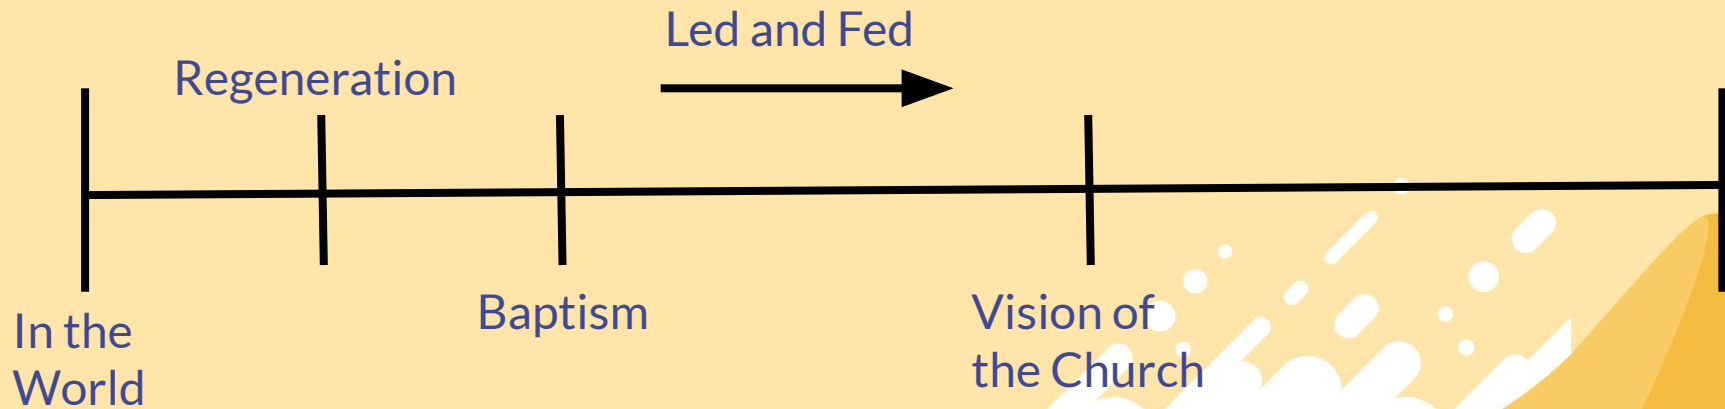 Led and Fed
Regeneration
Baptism
Vision of
the Church
In the
World